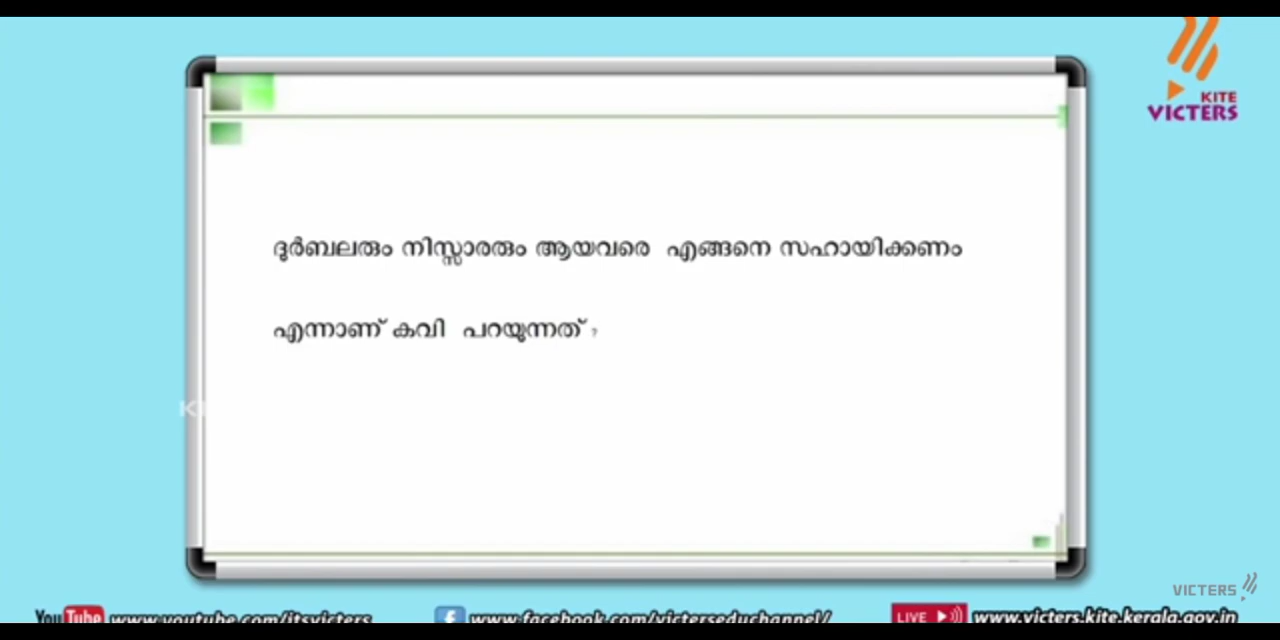 KITE
VICTERS
ദുർബലരും നിസ്സാരരും ആയവരെ എങ്ങനെ സഹായിക്കണം
എന്നാണ് കവി പറയുന്നത് ?
VICTERS
YouTube www.youtube.com/itsvicters
f www.facebook.com/victerseduchannel/
LIVE www.victers.kite.kerala.gov.in